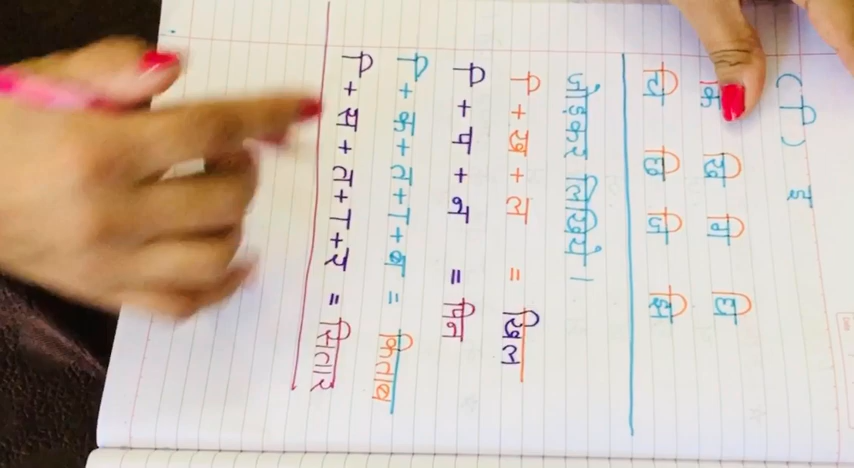 ( ि ) इ
कि खि गि घि
चि छि जि झि
जोड़कर लिखिये।
ि + ख + ल = खिल
ि + प + न = पिन
ि + क + त + ा + ब = किताब
ि + स + त + ा + र = सितार